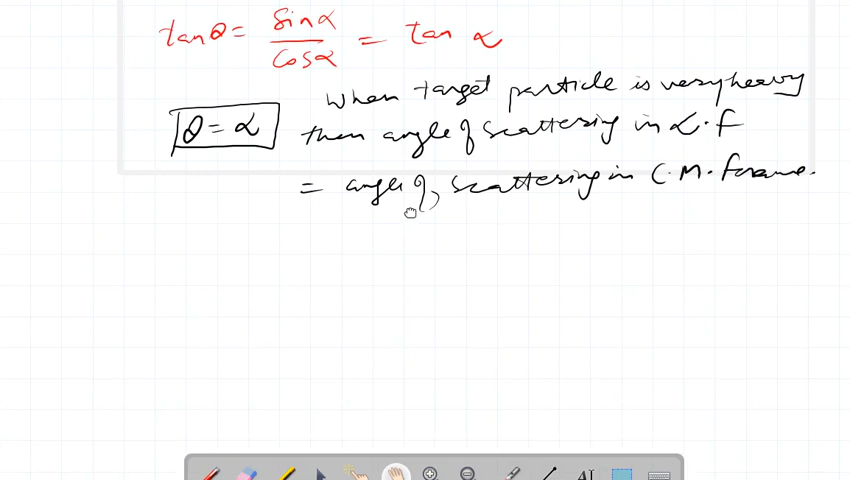 tanθ = sinα / cosα = tan α
When target particle is very heavy
θ = α then angle of scattering in L.F
= angle of scattering in C.M. frame.
AI